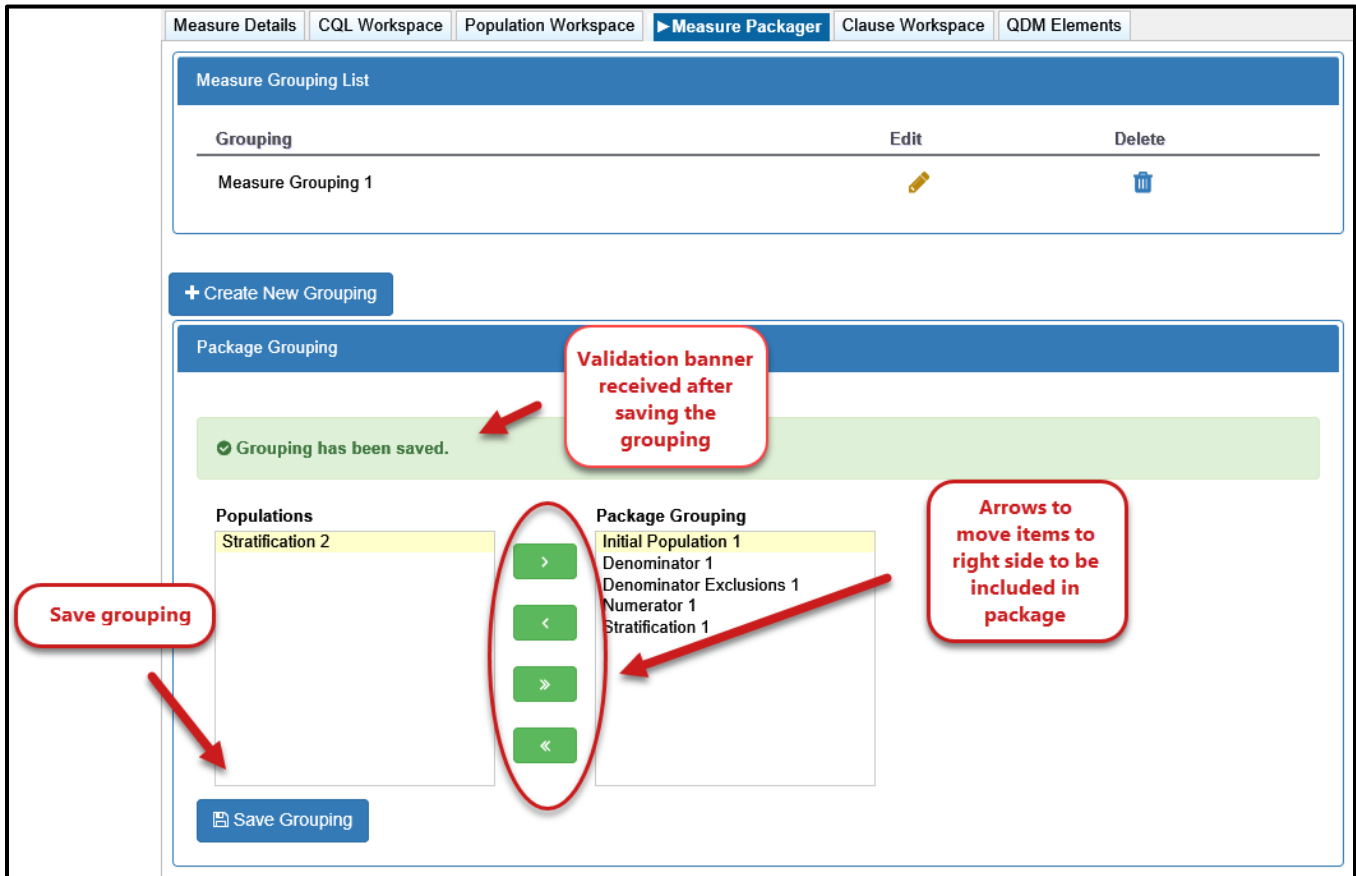 Measure Details CQL Workspace Population Workspace ►Measure Packager Clause Workspace QDM Elements
Measure Grouping List
Grouping Edit Delete
Measure Grouping 1
+ Create New Grouping
Package Grouping
Validation banner
received after
saving the
grouping
Grouping has been saved.
Arrows to
move items to
right side to be
included in
package
Populations
Stratification 2
>
<
»
«
Package Grouping
Initial Population 1
Denominator 1
Denominator Exclusions 1
Numerator 1
Stratification 1
Save grouping
Save Grouping